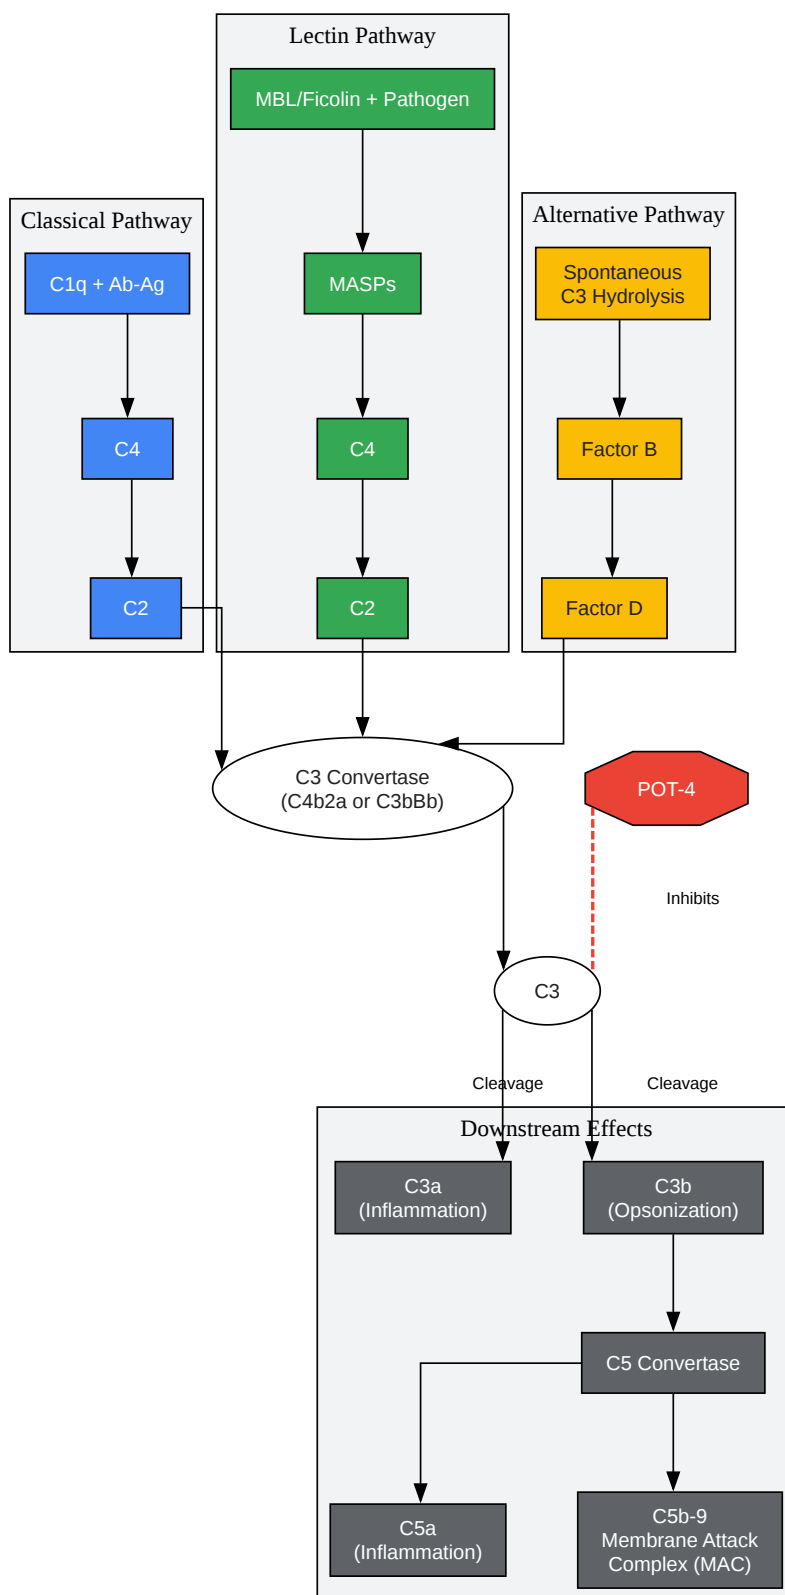 Lectin Pathway
MBL/Ficolin + Pathogen
Classical Pathway
Alternative Pathway
C1q + Ab-Ag
MASPs
Spontaneous
C3 Hydrolysis
C4
C4
Factor B
C2
C2
Factor D
C3 Convertase
(C4b2a or C3bBb)
POT-4
Inhibits
C3
Cleavage
Cleavage
Downstream Effects
C3a
(Inflammation)
C3b
(Opsonization)
C5 Convertase
C5a
(Inflammation)
C5b-9
Membrane Attack
Complex (MAC)